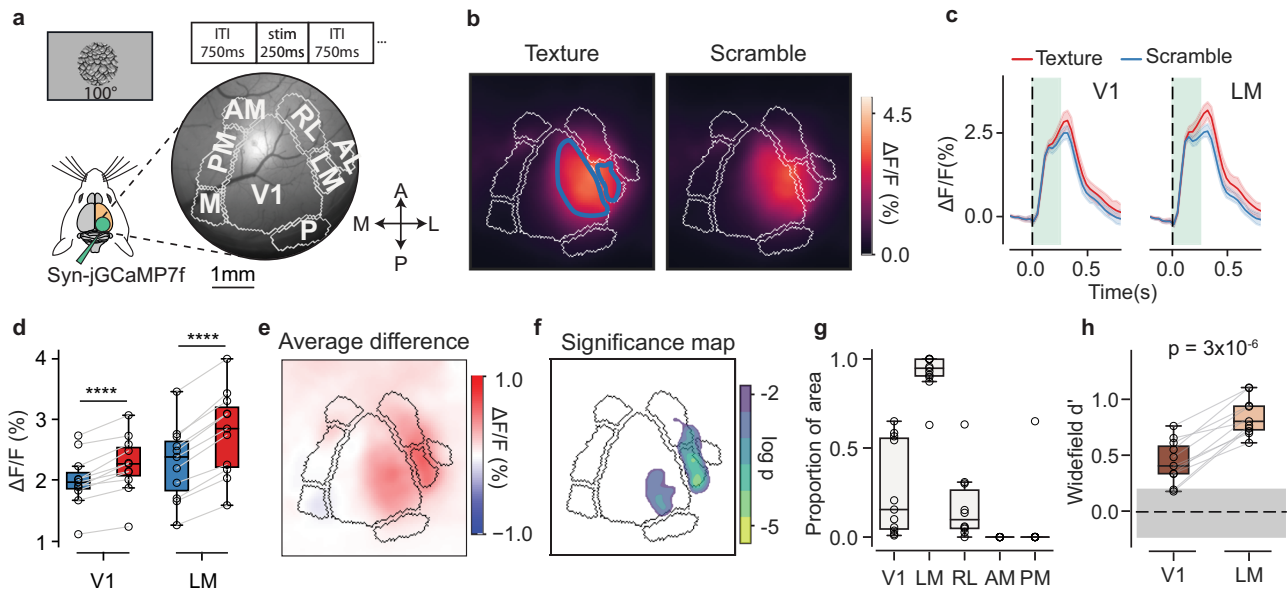 a
ITI
750ms
stim
250ms
ITI
750ms
...
100°
AM
RL
AL
PM
LM
V1
M
P
A
M
L
P
Syn-jGCaMP7f
1mm
b
Texture
Scramble
4.5
0.0
ΔF/F (%)
c
Texture
Scramble
V1
LM
2.5
0.0
ΔF/F(%)
0.0
0.5
0.0
0.5
Time(s)
d
****
****
4
3
2
1
ΔF/F (%)
V1
LM
e
Average difference
1.0
−1.0
ΔF/F (%)
f
Significance map
-2
-5
log p
g
1.0
0.5
0.0
Proportion of area
V1
LM
RL
AM
PM
h
p = 3x10⁻⁶
1.0
0.5
0.0
Widefield d'
V1
LM